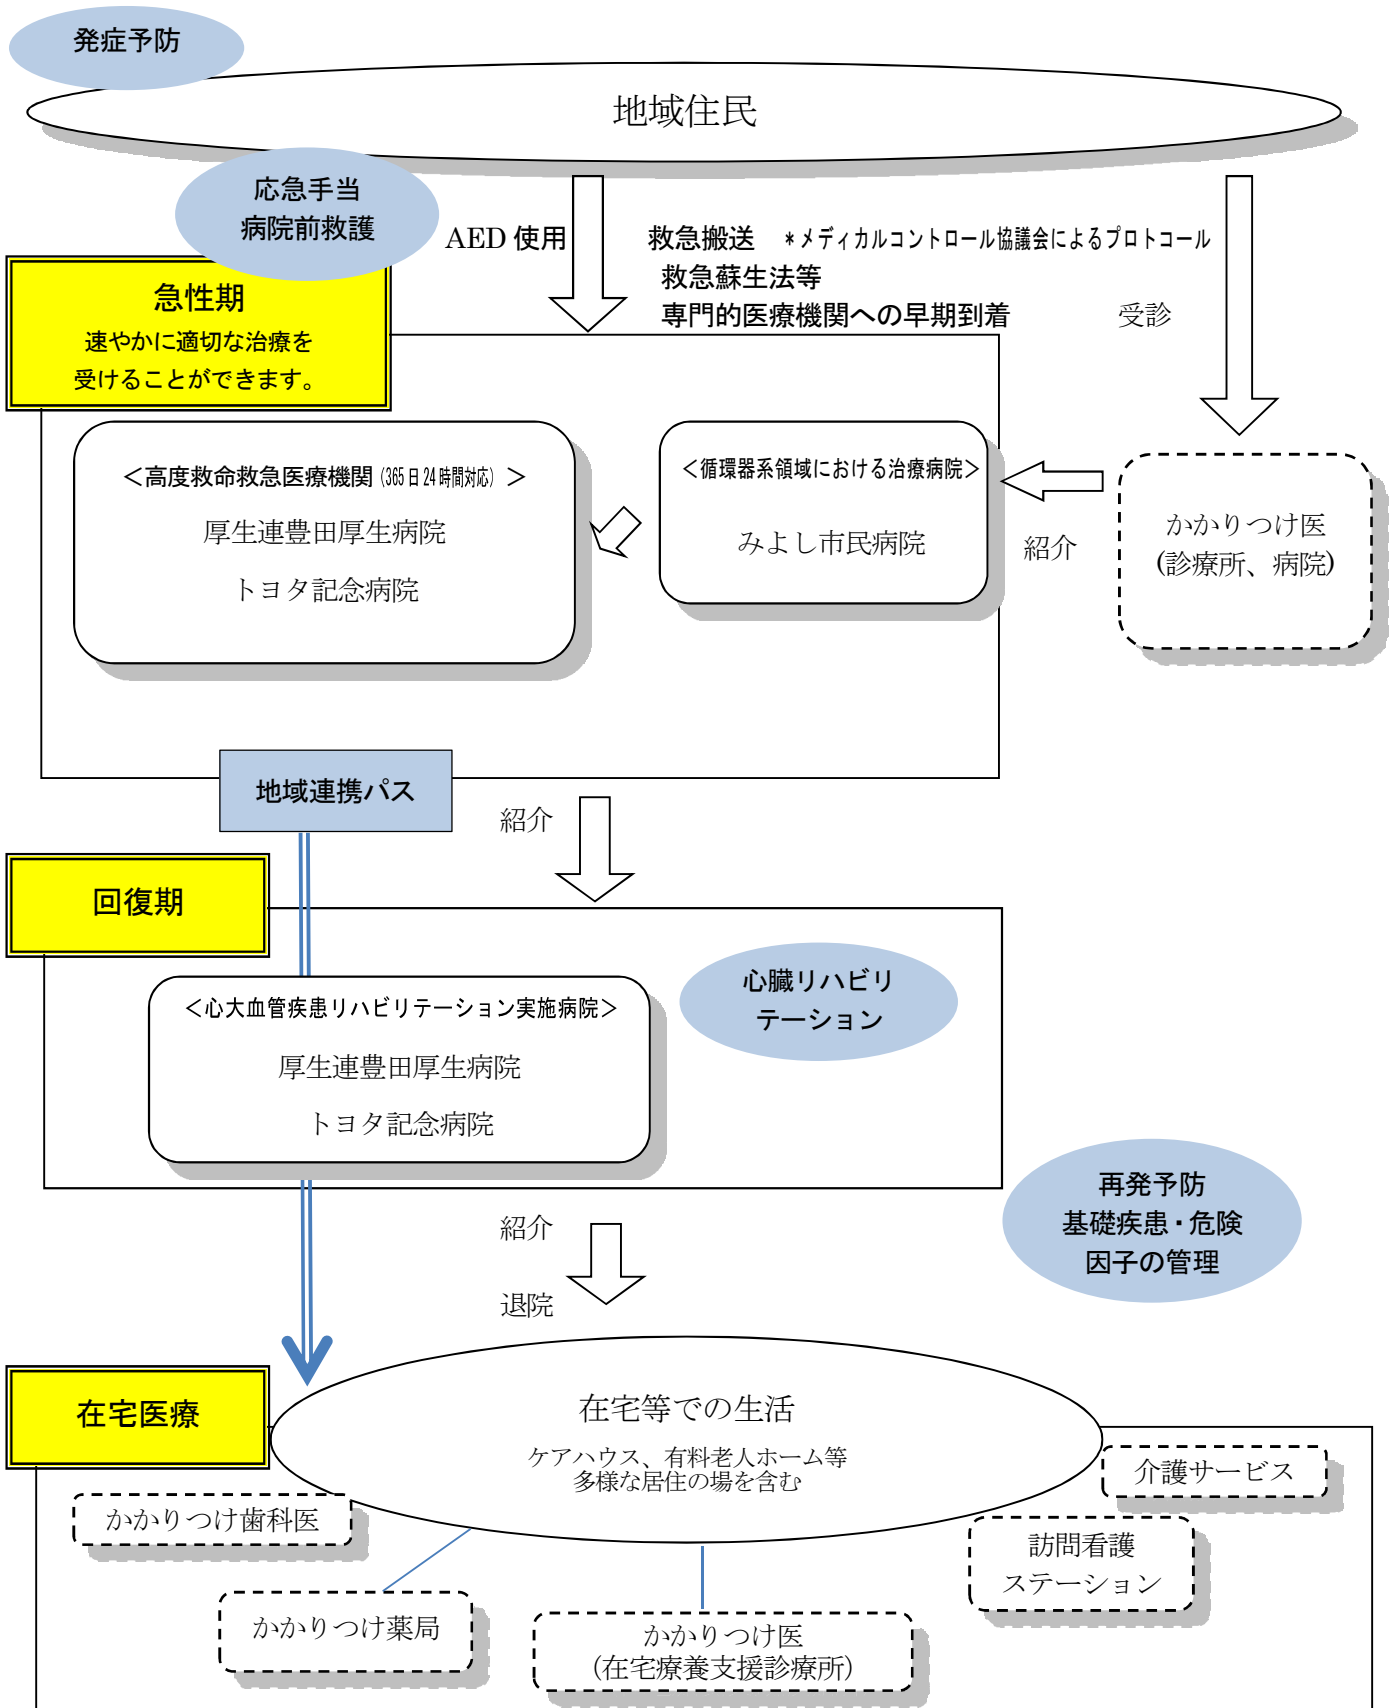 発症予防
地域住民
応急手当
病院前救護
AED 使用
救急搬送　＊メディカルコントロール協議会によるプロトコール
救急蘇生法等
専門的医療機関への早期到着
受診
急性期
速やかに適切な治療を
受けることができます。
＜高度救命救急医療機関（365日24時間対応）＞
厚生連豊田厚生病院
トヨタ記念病院
＜循環器系領域における治療病院＞
みよし市民病院
紹介
かかりつけ医
(診療所、病院)
地域連携パス
紹介
回復期
＜心大血管疾患リハビリテーション実施病院＞
厚生連豊田厚生病院
トヨタ記念病院
心臓リハビリ
テーション
再発予防
基礎疾患・危険
因子の管理
紹介
退院
在宅医療
在宅等での生活
ケアハウス、有料老人ホーム等
多様な居住の場を含む
介護サービス
かかりつけ歯科医
訪問看護
ステーション
かかりつけ薬局
かかりつけ医
(在宅療養支援診療所)